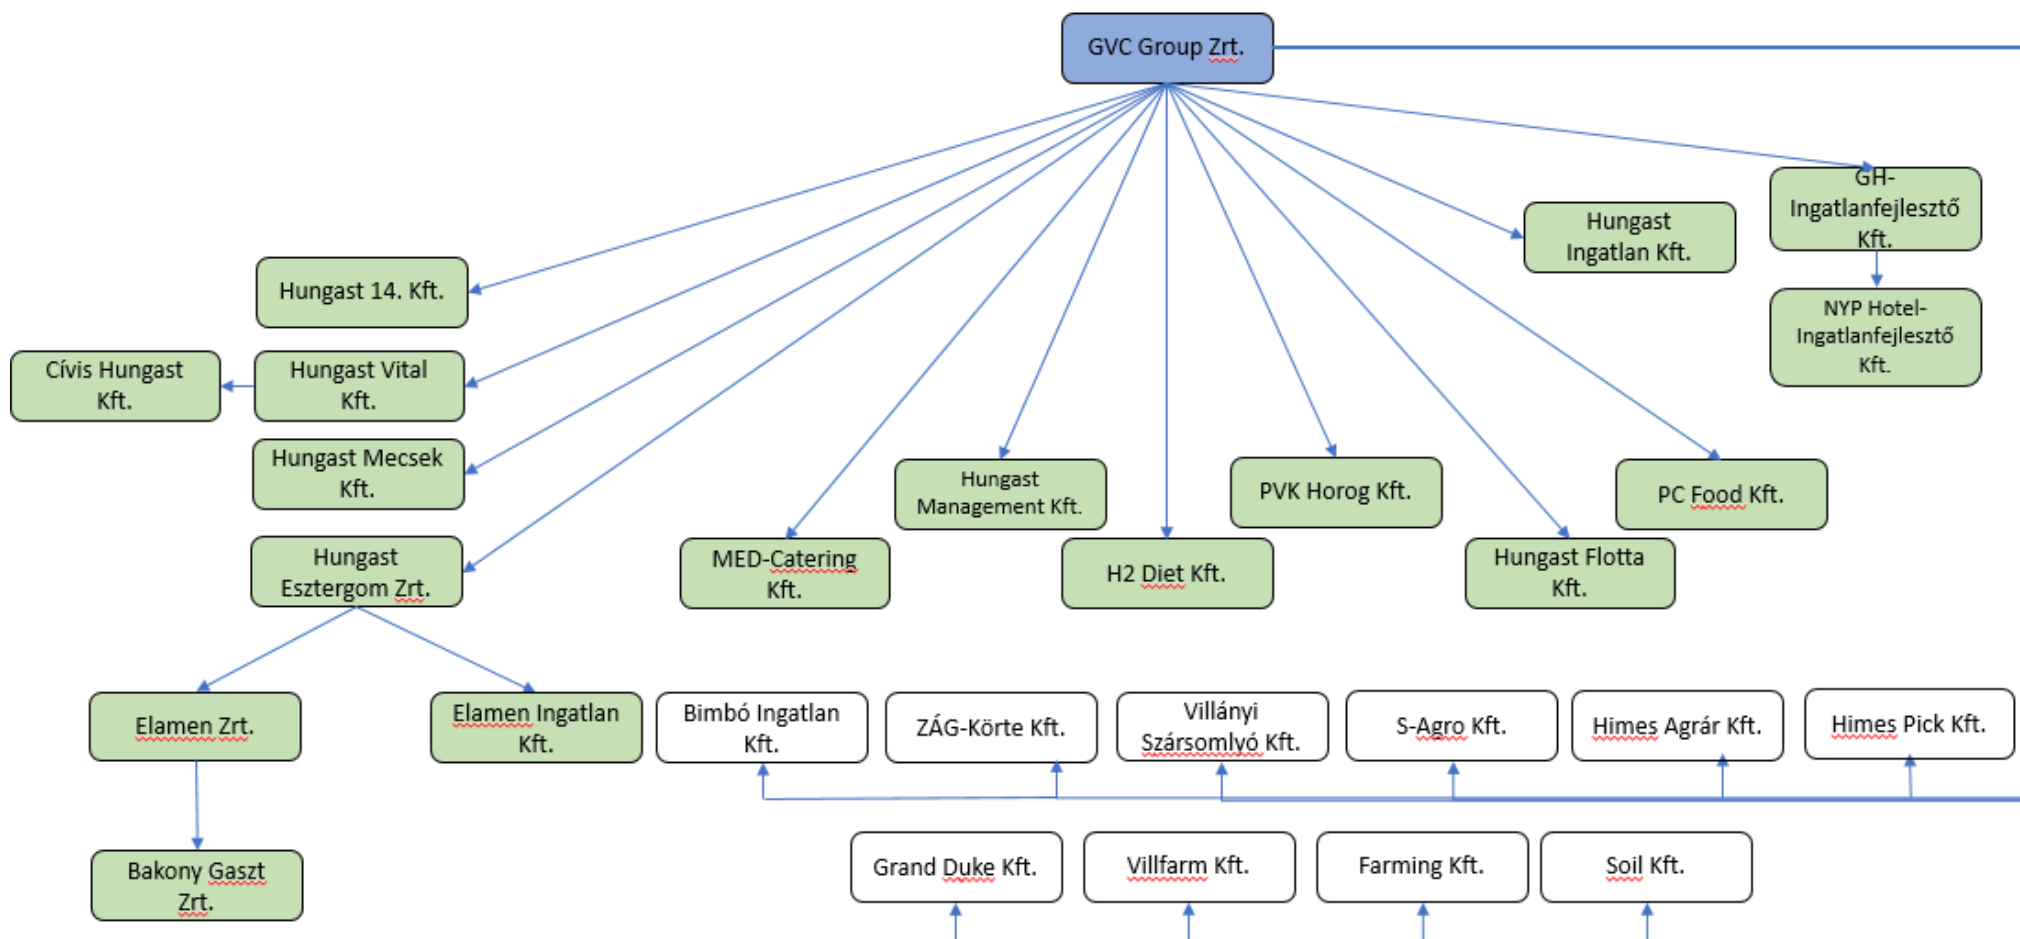 GVC Group Zrt.
GH-
Ingatlanfejlesztő
Kft.
Hungast
Ingatlan Kft.
Hungast 14. Kft.
NYP Hotel-
Ingatlanfejlesztő
Kft.
Cívis Hungast
Kft.
Hungast Vital
Kft.
Hungast Mecsek
Kft.
Hungast
Management Kft.
PVK Horog Kft.
PC Food Kft.
Hungast
Esztergom Zrt.
MED-Catering
Kft.
H2 Diet Kft.
Hungast Flotta
Kft.
Elamen Zrt.
Elamen Ingatlan
Kft.
Bimbó Ingatlan
Kft.
ZÁG-Körte Kft.
Villányi
Szársomlyó Kft.
S-Agro Kft.
Himes Agrár Kft.
Himes Pick Kft.
Bakony Gaszt
Zrt.
Grand Duke Kft.
Villfarm Kft.
Farming Kft.
Soil Kft.